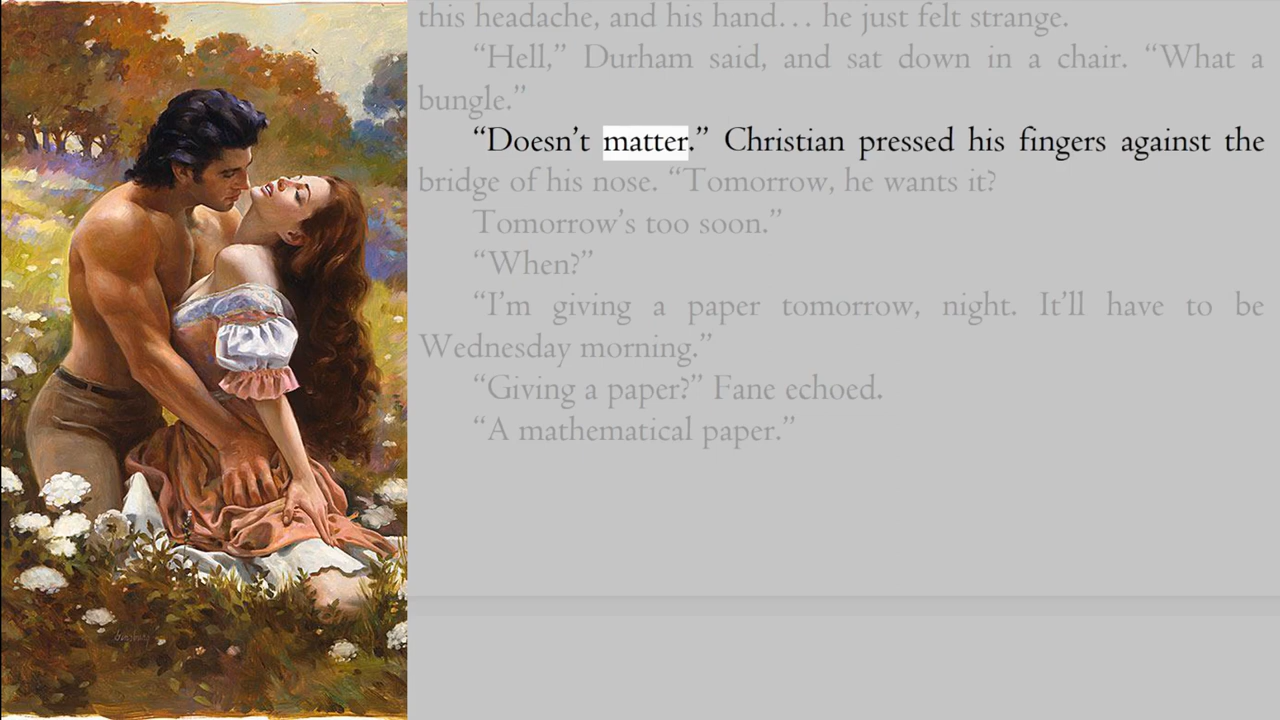 this headache, and his hand… he just felt strange.
“Hell,” Durham said, and sat down in a chair. “What a
bungle.”
“Doesn’t matter.” Christian pressed his fingers against the
bridge of his nose. “Tomorrow, he wants it?
Tomorrow’s too soon.”
“When?”
“I’m giving a paper tomorrow, night. It’ll have to be
Wednesday morning.”
“Giving a paper?” Fane echoed.
“A mathematical paper.”